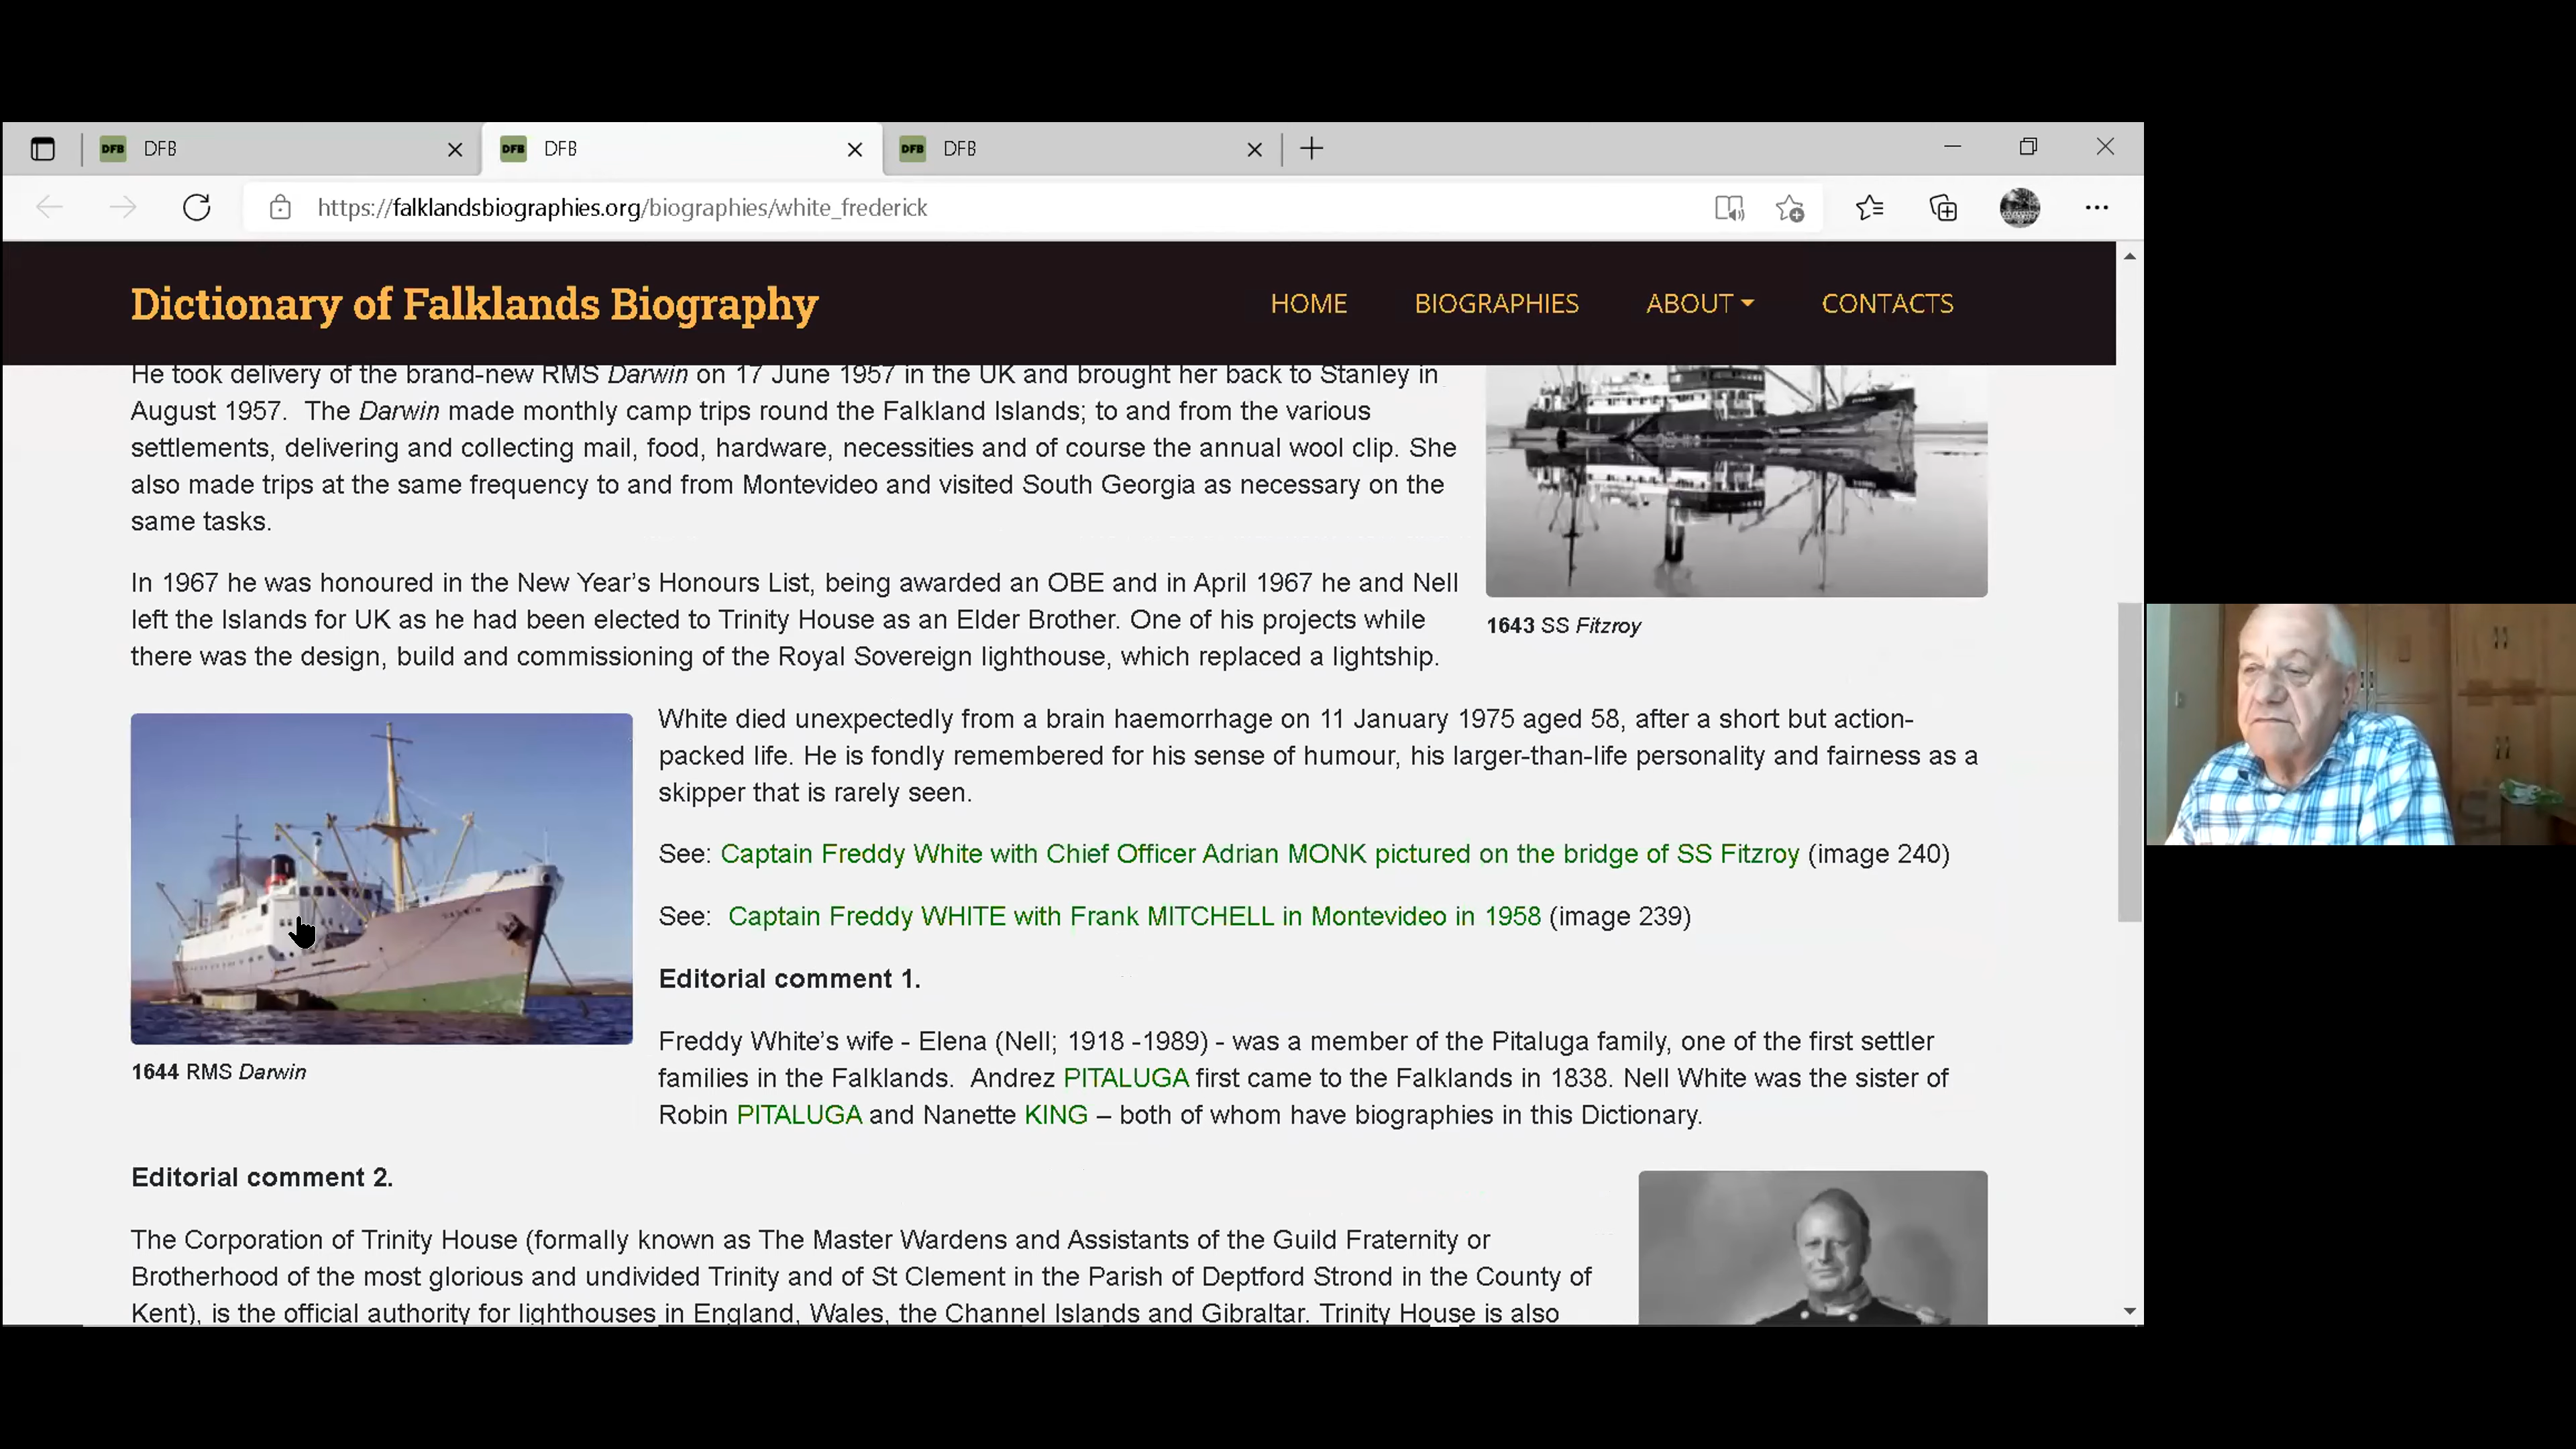 DFB
DFB
DFB
DFB
DFB
DFB
https://falklandsbiographies.org/biographies/white_frederick
Dictionary of Falklands Biography
HOME
BIOGRAPHIES
ABOUT
CONTACTS
He took delivery of the brand-new RMS Darwin on 17 June 1957 in the UK and brought her back to Stanley in
August 1957. The Darwin made monthly camp trips round the Falkland Islands; to and from the various
settlements, delivering and collecting mail, food, hardware, necessities and of course the annual wool clip. She
also made trips at the same frequency to and from Montevideo and visited South Georgia as necessary on the
same tasks.
In 1967 he was honoured in the New Year’s Honours List, being awarded an OBE and in April 1967 he and Nell
left the Islands for UK as he had been elected to Trinity House as an Elder Brother. One of his projects while
there was the design, build and commissioning of the Royal Sovereign lighthouse, which replaced a lightship.
1643 SS Fitzroy
White died unexpectedly from a brain haemorrhage on 11 January 1975 aged 58, after a short but action-
packed life. He is fondly remembered for his sense of humour, his larger-than-life personality and fairness as a
skipper that is rarely seen.
See: Captain Freddy White with Chief Officer Adrian MONK pictured on the bridge of SS Fitzroy (image 240)
See: Captain Freddy WHITE with Frank MITCHELL in Montevideo in 1958 (image 239)
DARWIN
1644 RMS Darwin
Editorial comment 1.
Freddy White’s wife - Elena (Nell; 1918 -1989) - was a member of the Pitaluga family, one of the first settler
families in the Falklands. Andrez PITALUGA first came to the Falklands in 1838. Nell White was the sister of
Robin PITALUGA and Nanette KING – both of whom have biographies in this Dictionary.
Editorial comment 2.
The Corporation of Trinity House (formally known as The Master Wardens and Assistants of the Guild Fraternity or
Brotherhood of the most glorious and undivided Trinity and of St Clement in the Parish of Deptford Strond in the County of
Kent), is the official authority for lighthouses in England, Wales, the Channel Islands and Gibraltar. Trinity House is also